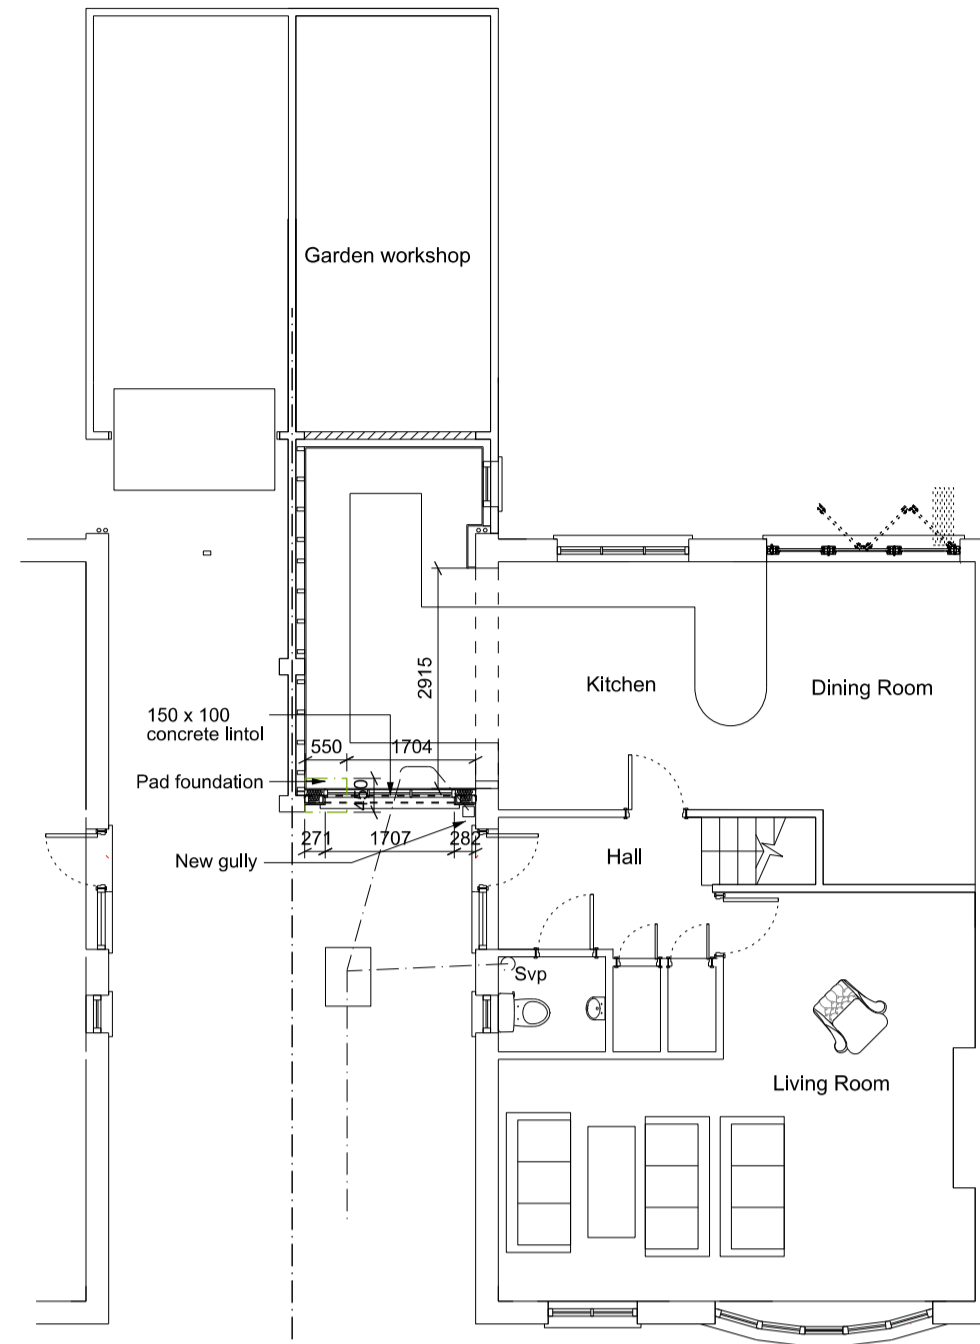 Garden workshop
2915
Kitchen
Dining Room
150 x 100
concrete lintol
550
1704
Pad foundation
450
271
1707
282
New gully
Hall
Svp
Living Room